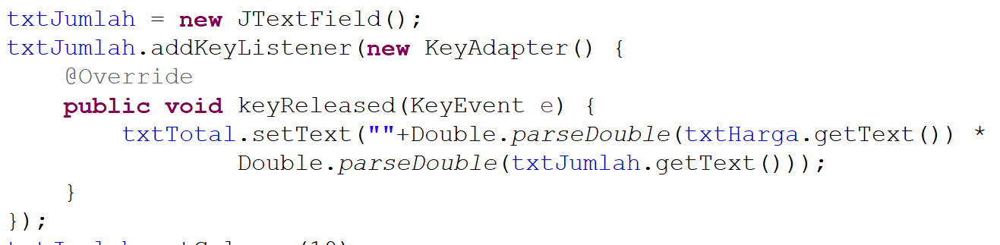 txtJumlah = new JTextField();
txtJumlah.addKeyListener(new KeyAdapter() {
    @Override
    public void keyReleased(KeyEvent e) {
        txtTotal.setText(""+Double.parseDouble(txtHarga.getText()) *
                Double.parseDouble(txtJumlah.getText()));
    }
});